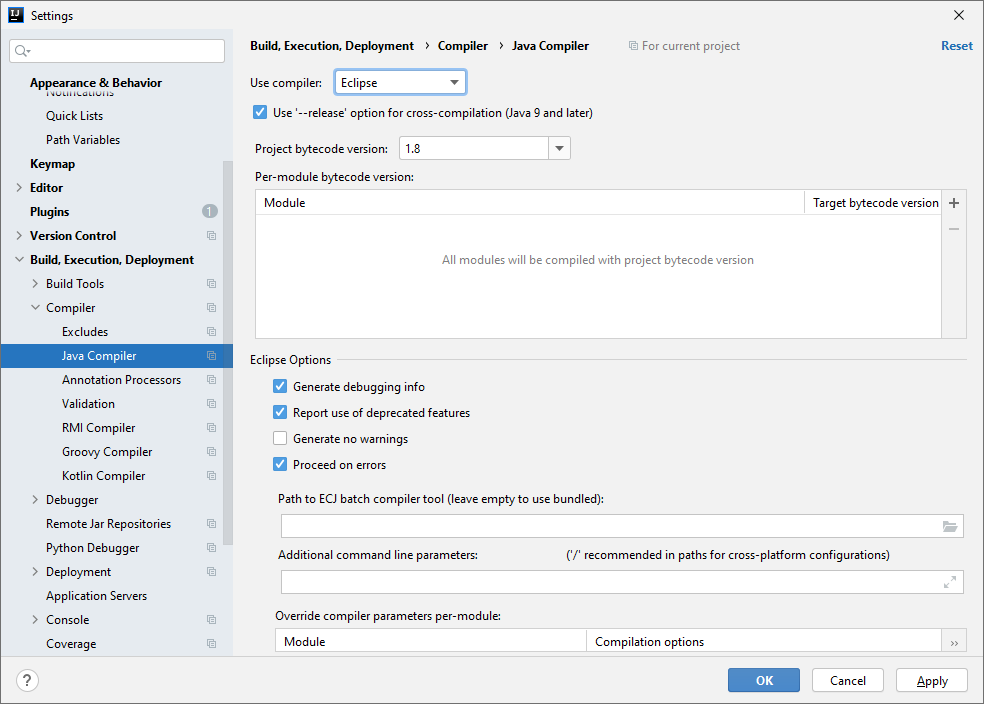 Settings
Appearance & Behavior
Notifications
Quick Lists
Path Variables
Keymap
Editor
Plugins 1
Version Control
Build, Execution, Deployment
Build Tools
Compiler
Excludes
Java Compiler
Annotation Processors
Validation
RMI Compiler
Groovy Compiler
Kotlin Compiler
Debugger
Remote Jar Repositories
Python Debugger
Deployment
Application Servers
Console
Coverage
Build, Execution, Deployment › Compiler › Java Compiler For current project Reset
Use compiler: Eclipse
Use '--release' option for cross-compilation (Java 9 and later)
Project bytecode version: 1.8
Per-module bytecode version:
Module Target bytecode version
All modules will be compiled with project bytecode version
Eclipse Options
Generate debugging info
Report use of deprecated features
Generate no warnings
Proceed on errors
Path to ECJ batch compiler tool (leave empty to use bundled):
Additional command line parameters: ('/' recommended in paths for cross-platform configurations)
Override compiler parameters per-module:
Module Compilation options ››
? OK Cancel Apply